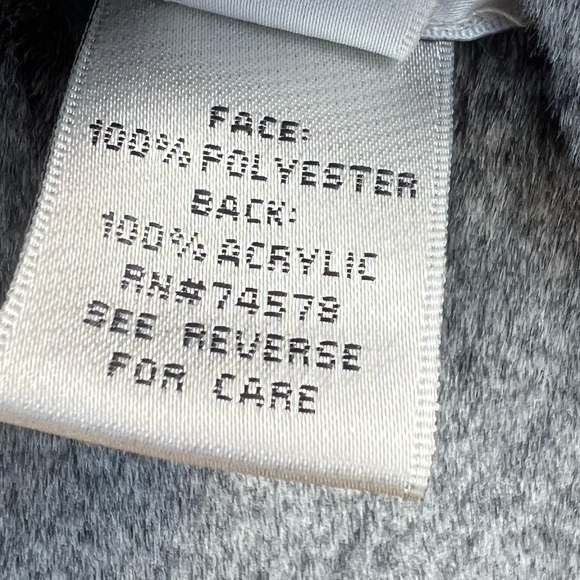 FACE:
100% POLYESTER
BACK:
100% ACRYLIC
RN#74578
SEE REVERSE
FOR CARE